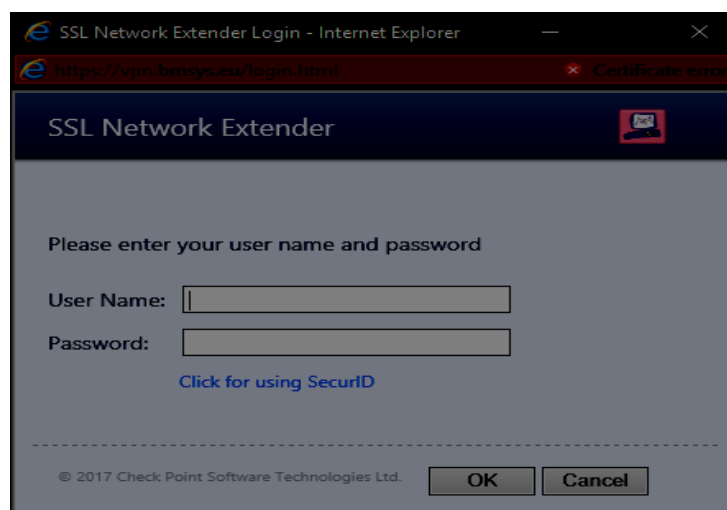 SSL Network Extender Login - Internet Explorer
https://vpn.bmsys.eu/login.html Certificate error
SSL Network Extender
Please enter your user name and password
User Name:
Password:
Click for using SecurID
© 2017 Check Point Software Technologies Ltd. OK Cancel